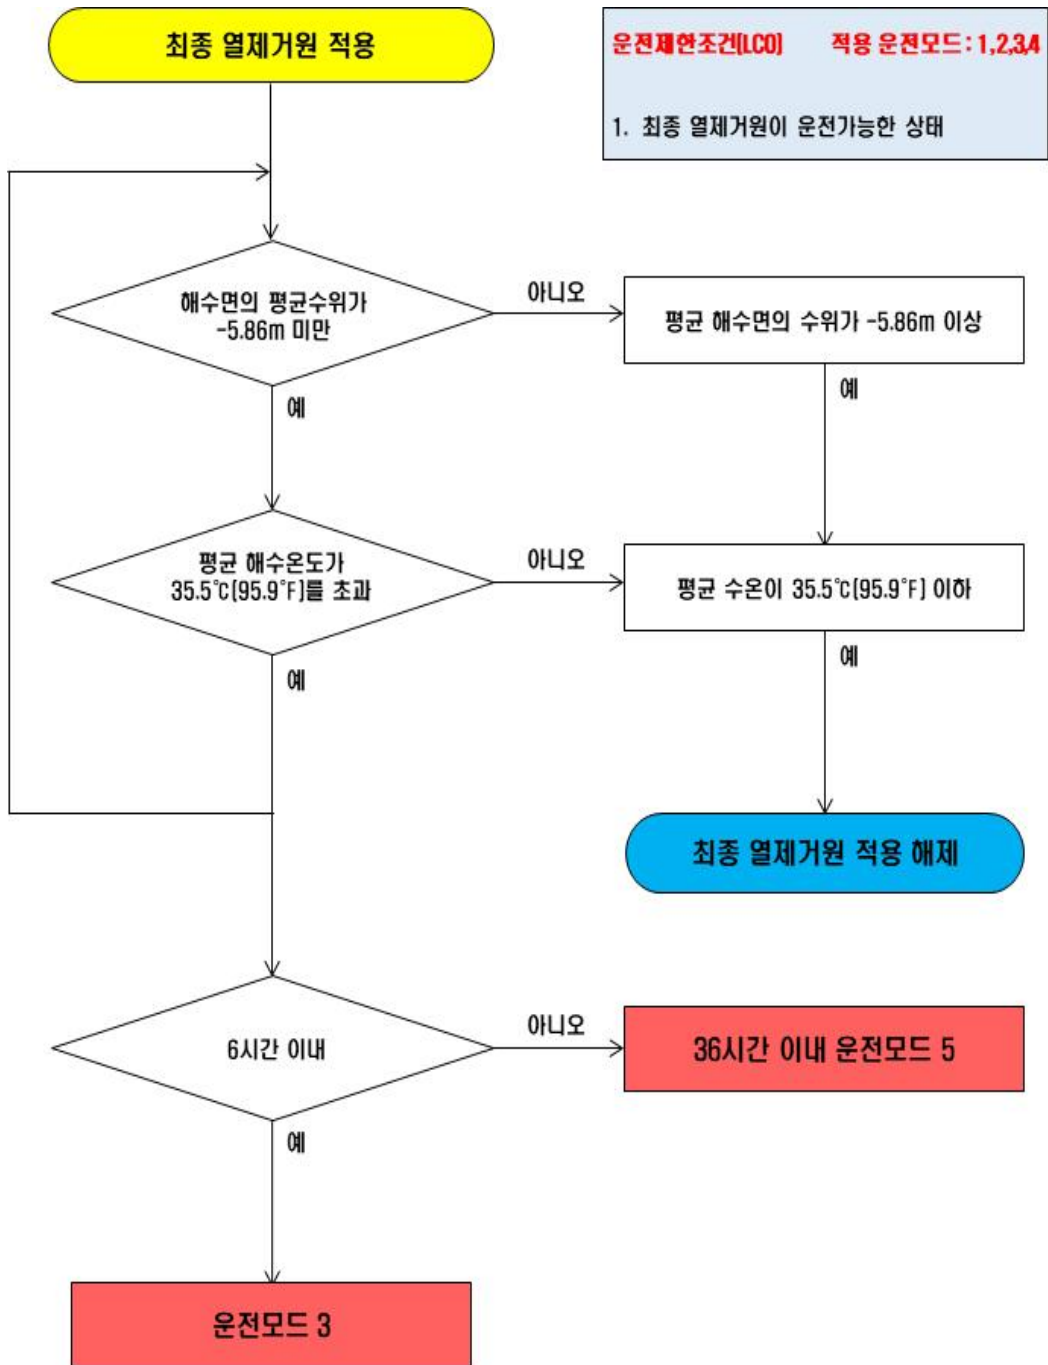 최종 열제거원 적용
운전제한조건(LCO) 적용 운전모드: 1,2,3,4
1. 최종 열제거원이 운전가능한 상태
해수면의 평균수위가
-5.86m 미만
아니오
평균 해수면의 수위가 -5.86m 이상
예
예
평균 해수온도가
35.5℃(95.9°F)를 초과
아니오
평균 수온이 35.5℃(95.9°F) 이하
예
예
최종 열제거원 적용 해제
6시간 이내
아니오
36시간 이내 운전모드 5
예
운전모드 3